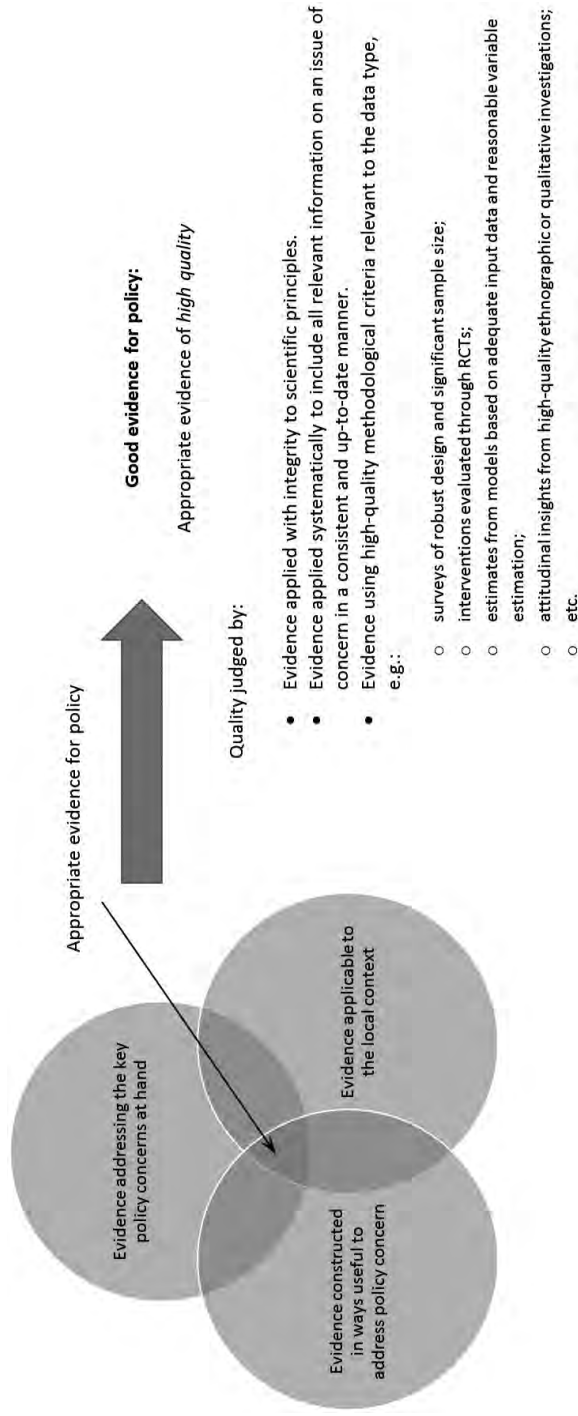 Evidence addressing the key
policy concerns at hand
Evidence constructed
in ways useful to
address policy concern
Evidence applicable to
the local context
Appropriate evidence for policy
Good evidence for policy:
Appropriate evidence of high quality
Quality judged by:
• Evidence applied with integrity to scientific principles.
• Evidence applied systematically to include all relevant information on an issue of
concern in a consistent and up-to-date manner.
• Evidence using high-quality methodological criteria relevant to the data type,
e.g.:
○ surveys of robust design and significant sample size;
○ interventions evaluated through RCTs;
○ estimates from models based on adequate input data and reasonable variable
estimation;
○ attitudinal insights from high-quality ethnographic or qualitative investigations;
○ etc.